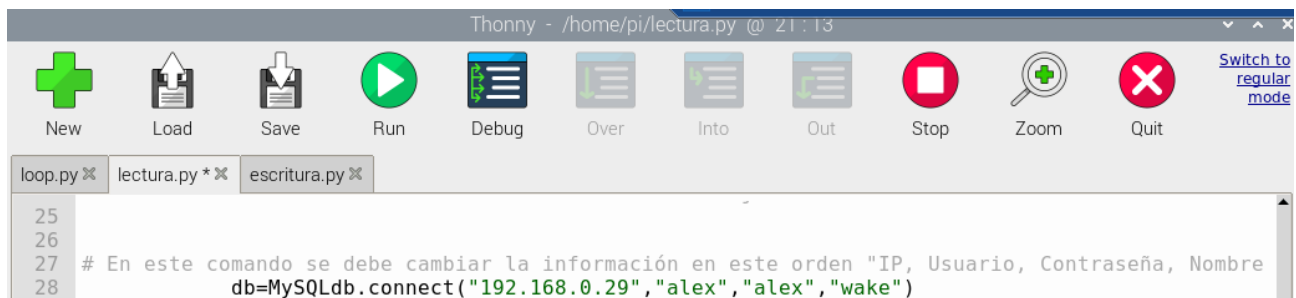 Thonny - /home/pi/lectura.py @ 21:13
Switch to
regular
mode
New Load Save Run Debug Over Into Out Stop Zoom Quit
loop.py lectura.py * escritura.py
25
26
27 # En este comando se debe cambiar la información en este orden "IP, Usuario, Contraseña, Nombre
28 db=MySQLdb.connect("192.168.0.29","alex","alex","wake")